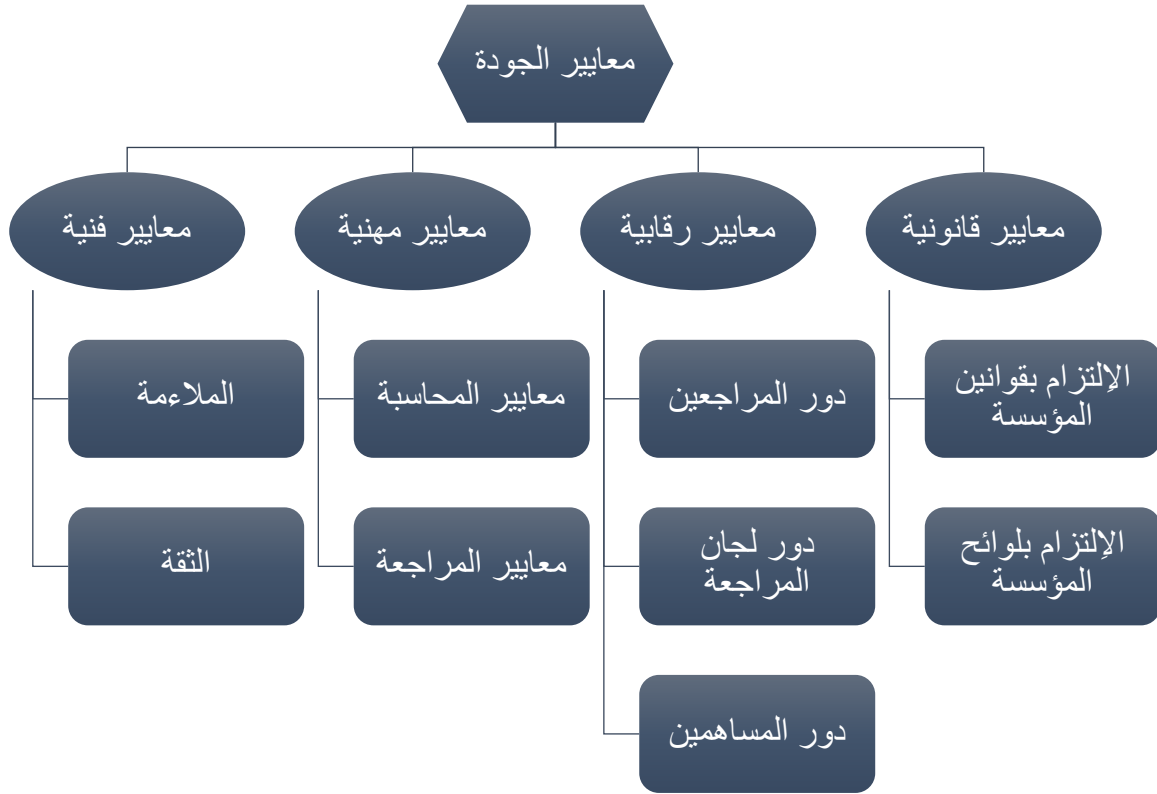 معايير الجودة
معايير قانونية
معايير رقابية
معايير مهنية
معايير فنية
الإلتزام بقوانين
المؤسسة
دور المراجعين
معايير المحاسبة
الملاءمة
الإلتزام بلوائح
المؤسسة
دور لجان
المراجعة
معايير المراجعة
الثقة
دور المساهمين